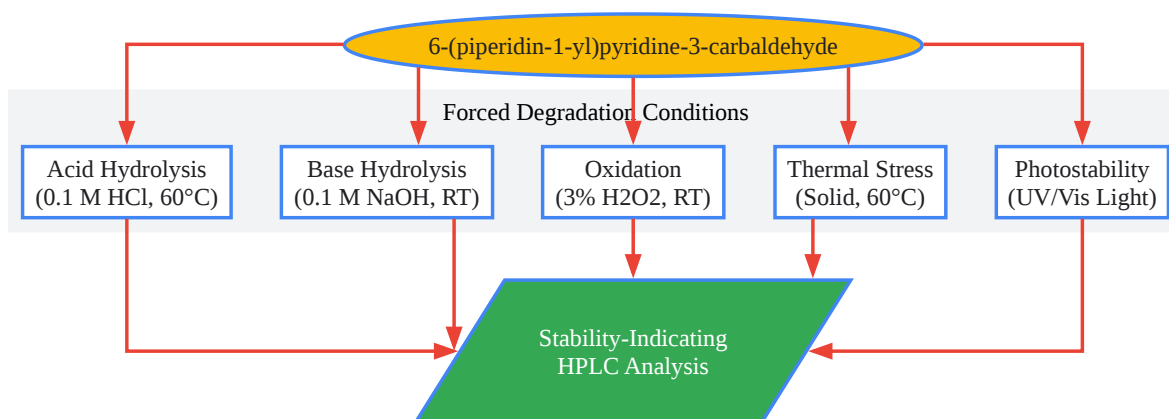 6-(piperidin-1-yl)pyridine-3-carbaldehyde
Forced Degradation Conditions
Acid Hydrolysis
(0.1 M HCl, 60°C)
Base Hydrolysis
(0.1 M NaOH, RT)
Oxidation
(3% H2O2, RT)
Thermal Stress
(Solid, 60°C)
Photostability
(UV/Vis Light)
Stability-Indicating
HPLC Analysis